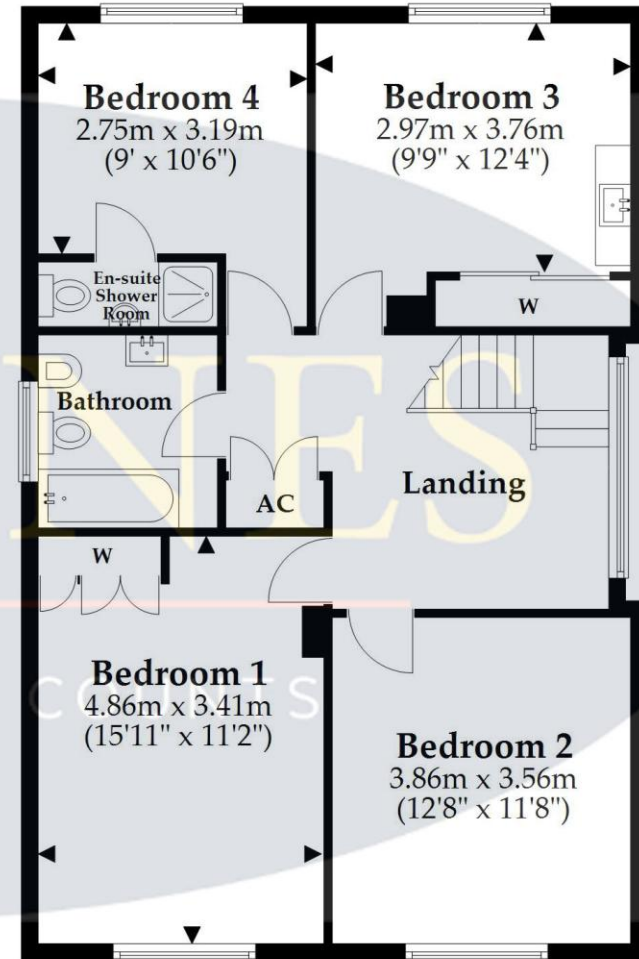 Bedroom 4
2.75m x 3.19m
(9' x 10'6")
Bedroom 3
2.97m x 3.76m
(9'9" x 12'4")
En-suite
Shower
Room
W
Bathroom
AC
Landing
NES
W
Bedroom 1
4.86m x 3.41m
(15'11" x 11'2")
COUNTS
Bedroom 2
3.86m x 3.56m
(12'8" x 11'8")